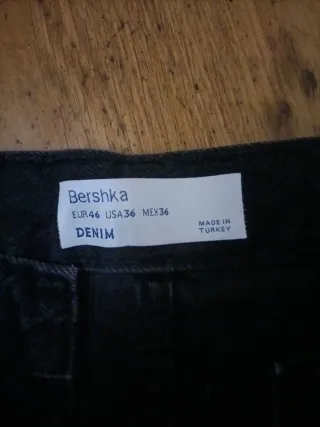 Bershka
EUR46 USA36 MEX36
DENIM
MADE IN
TURKEY